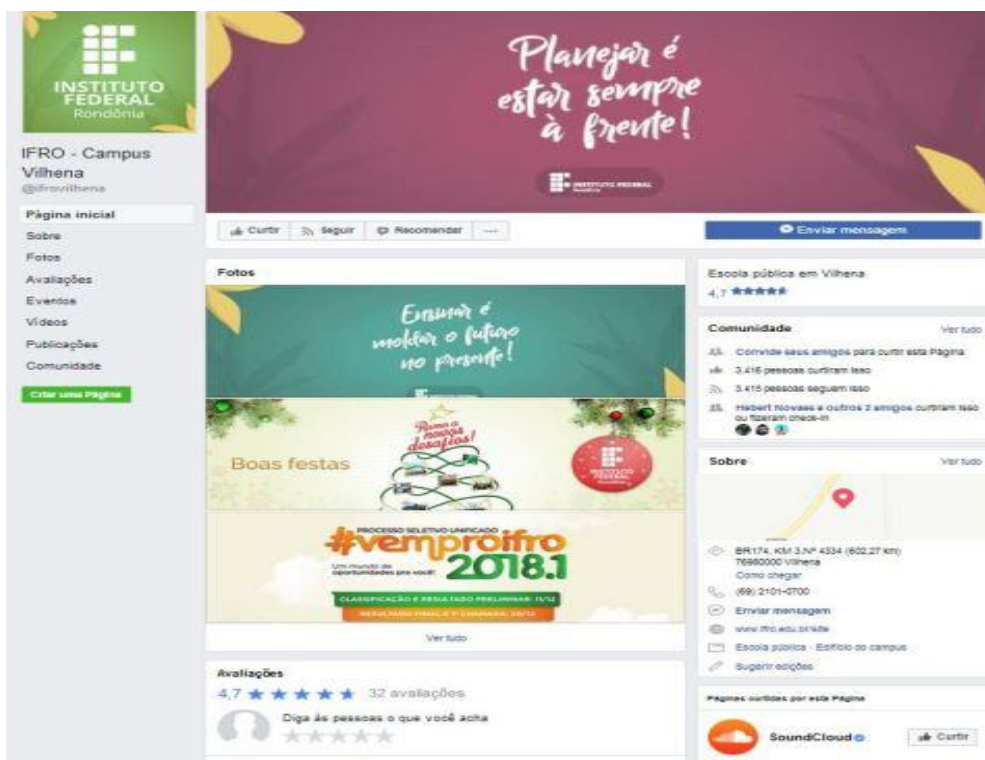 INSTITUTO
FEDERAL
Rondônia
IFRO - Campus
Vilhena
@ifrovilhena
Página inicial
Sobre
Fotos
Avaliações
Eventos
Vídeos
Publicações
Comunidade
Criar uma Página
Planejar é
estar sempre
à frente!
INSTITUTO FEDERAL
Rondônia
Curtir
Seguir
Recomendar
...
Enviar mensagem
Fotos
Ensinar é
moldar o futuro
no presente!
Rumo a
novos
desafios!
Boas festas
INSTITUTO
FEDERAL
PROCESSO SELETIVO UNIFICADO
#vemproifro
Um mundo de
oportunidades pra você!
2018.1
CLASSIFICAÇÃO E RESULTADO PRELIMINAR: 11/12
RESULTADO FINAL E 1ª CHAMADA: 20/12
Ver tudo
Avaliações
4,7 32 avaliações
Diga às pessoas o que você acha
Escola pública em Vilhena
4,7
Comunidade Ver tudo
Convide seus amigos para curtir esta Página
3.416 pessoas curtiram isso
3.415 pessoas seguem isso
Hebert Novaes e outros 2 amigos curtiram isso
ou fizeram check-in
Sobre Ver tudo
BR174, KM 3,Nº 4334 (602,27 km)
76980000 Vilhena
Como chegar
(69) 2101-0700
Enviar mensagem
www.ifro.edu.br/site
Escola pública · Edifício do campus
Sugerir edições
Páginas curtidas por esta Página
SoundCloud
Curtir